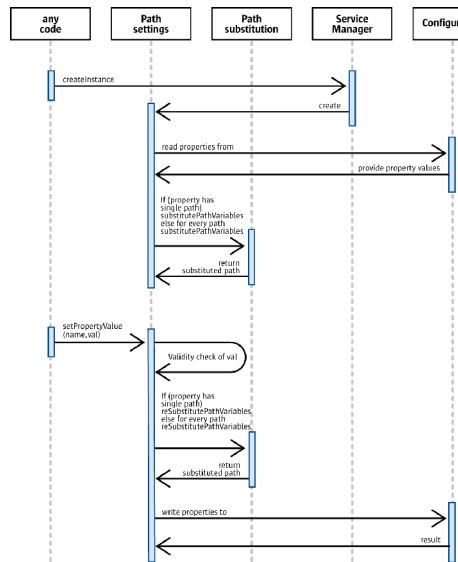 any
code
Path
settings
Path
substitution
Service
Manager
createInstance
create
read properties from
provide property values
If (property has
single path)
substitutePathVariables
else for every path
substitutePathVariables
return
substituted path
setPropertyValue
(name,val)
Validity check of val
If (property has
single path)
reSubstitutePathVariables
else for every path
reSubstitutePathVariables
return
substituted path
write properties to
result